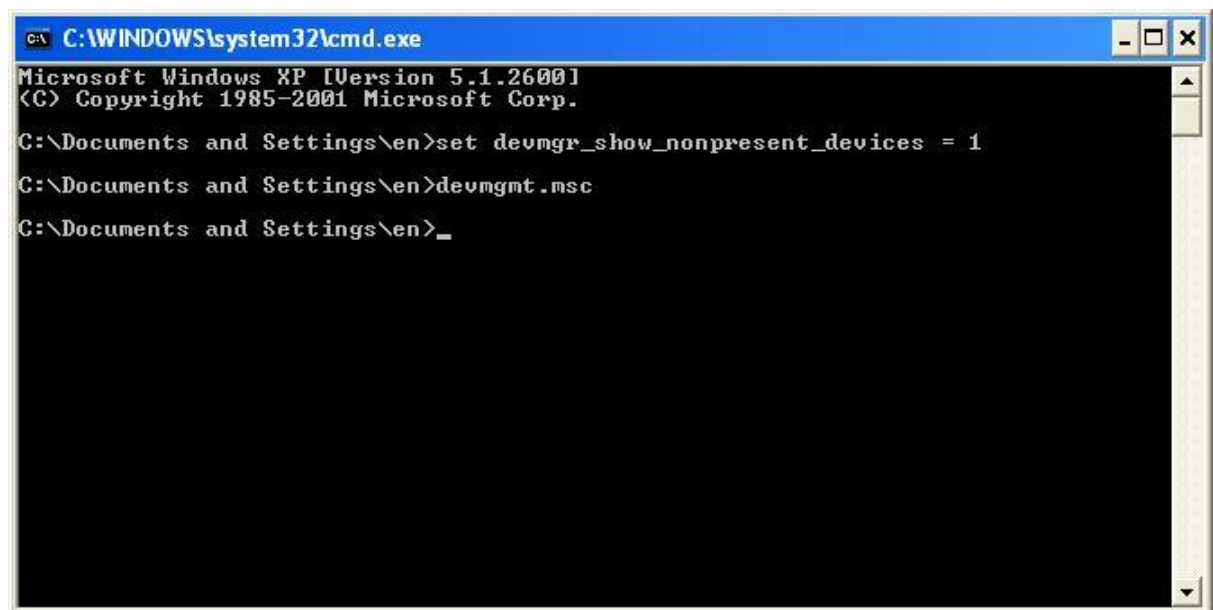 C:\WINDOWS\system32\cmd.exe
Microsoft Windows XP [Version 5.1.2600]
(C) Copyright 1985-2001 Microsoft Corp.
C:\Documents and Settings\en>set devmgr_show_nonpresent_devices = 1
C:\Documents and Settings\en>devmgmt.msc
C:\Documents and Settings\en>_